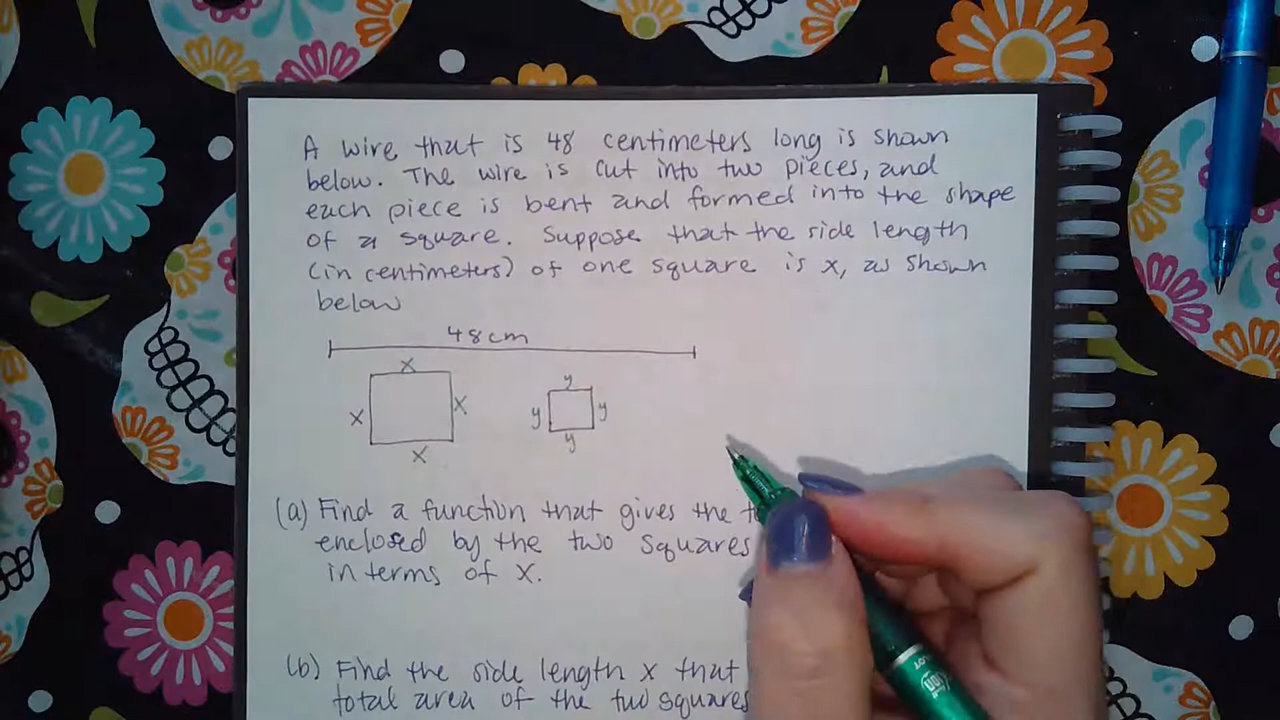 A wire that is 48 centimeters long is shown
below. The wire is cut into two pieces, and
each piece is bent and formed into the shape
of a square. Suppose that the side length
(in centimeters) of one square is x, as shown
below
48cm
x
x
x
x
y
y
y
y
(a) Find a function that gives the
enclosed by the two squares
in terms of x.
(b) Find the side length x that
total area of the two squares